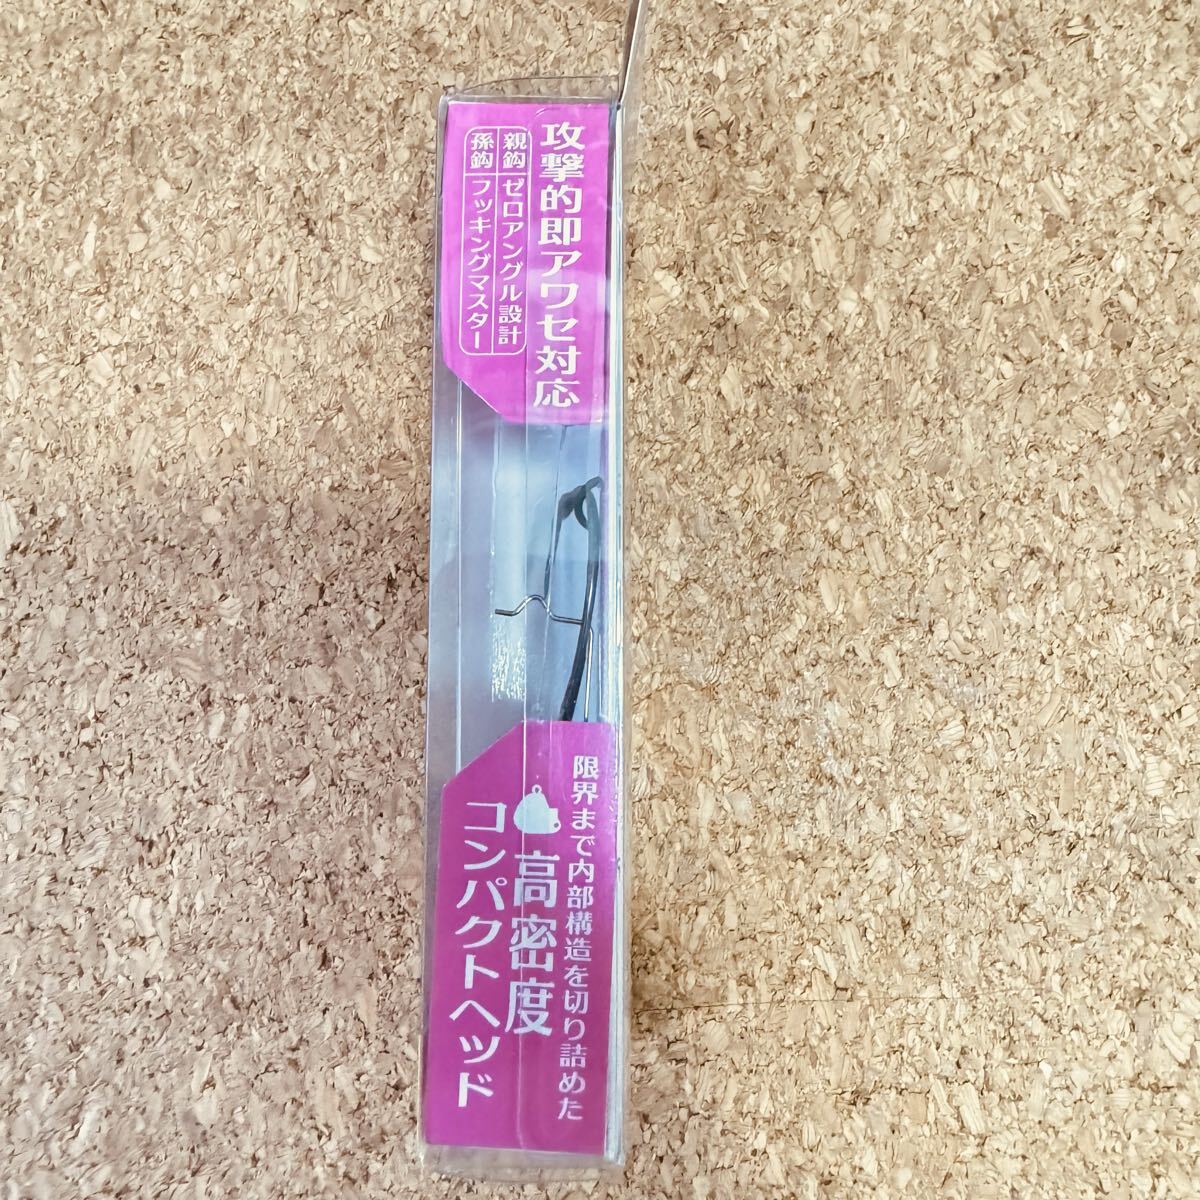 攻撃的即アワセ対応
親鈎 ゼロアングル設計
孫鈎 フッキングマスター
限界まで内部構造を切り詰めた
高密度
コンパクトヘッド